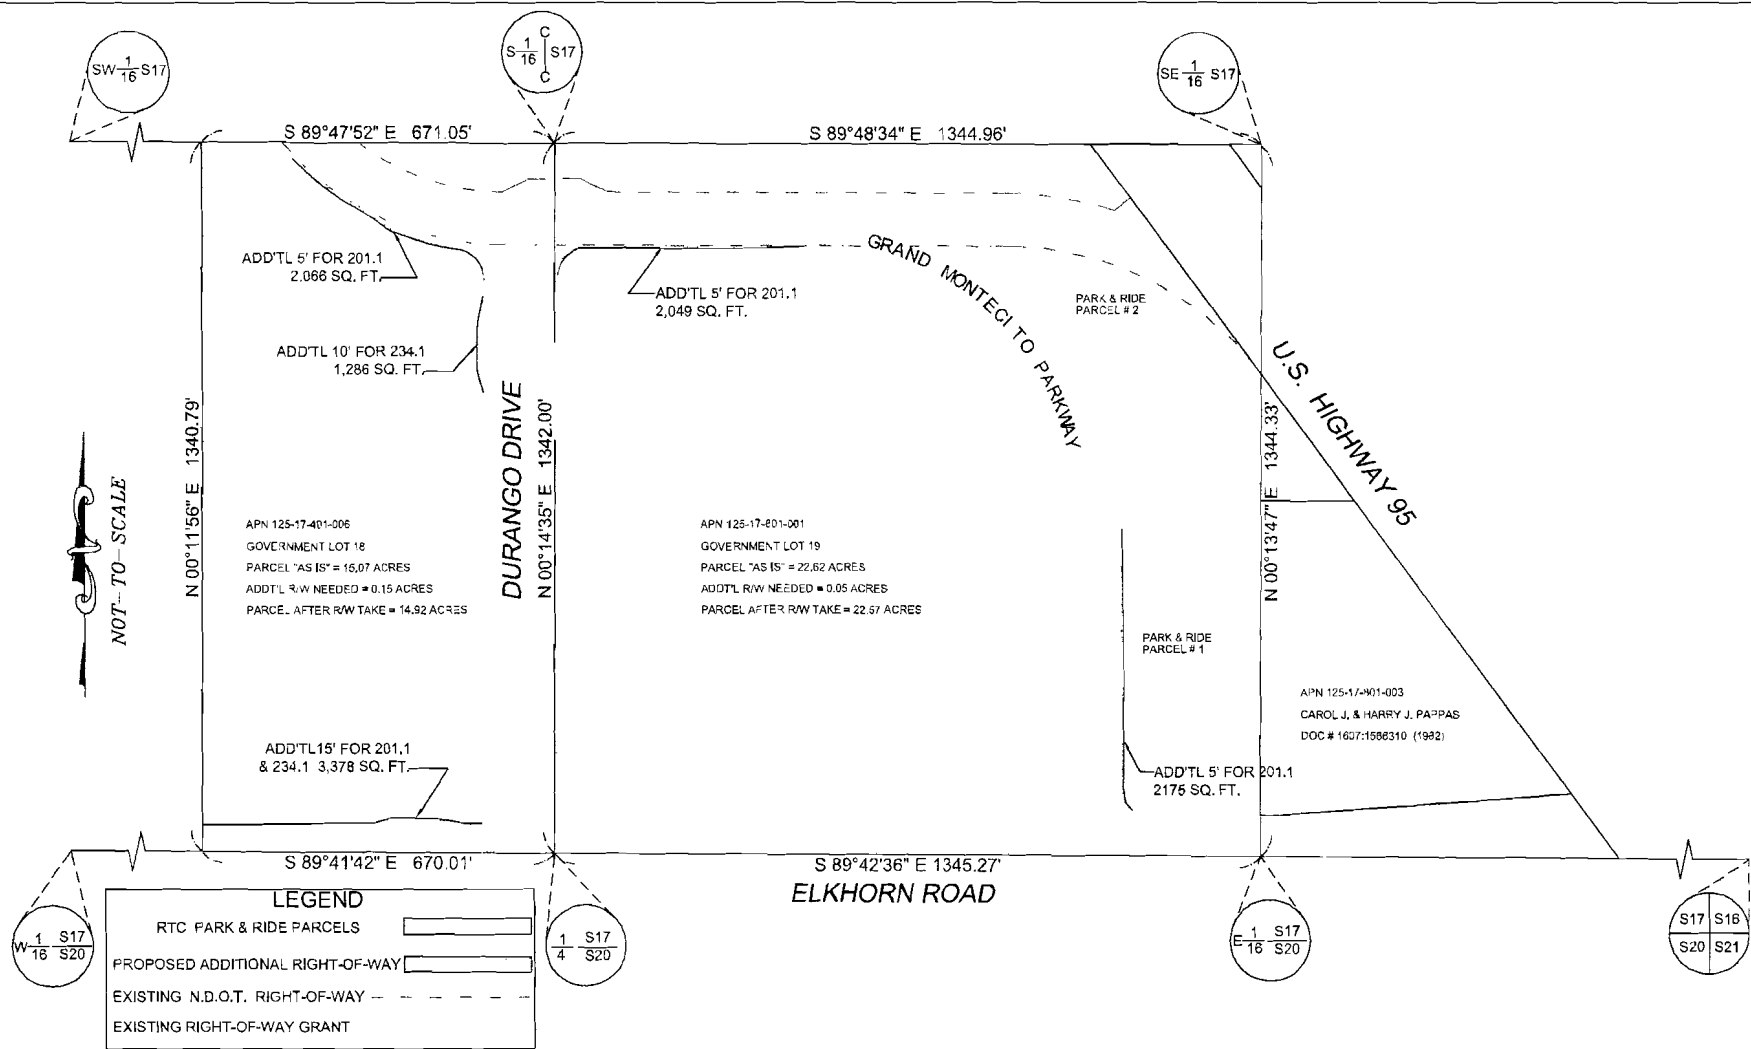 SW 1/16 S17
C
S 1/16 S17
C
SE 1/16 S17
S 89°47'52" E 671.05'
S 89°48'34" E 1344.96'
ADD'TL 5' FOR 201.1
2.066 SQ. FT.
ADD'TL 5' FOR 201.1
2,049 SQ. FT.
GRAND MONTECITO PARKWAY
PARK & RIDE
PARCEL # 2
ADD'TL 10' FOR 234.1
1,286 SQ. FT.
U.S. HIGHWAY 95
N 00°11'56" E 1340.79'
DURANGO DRIVE
N 00°14'35" E 1342.00'
N 00°13'47" E 1344.33'
NOT-TO-SCALE
APN 125-17-401-006
GOVERNMENT LOT 18
PARCEL "AS IS" = 15.07 ACRES
ADDT'L R/W NEEDED = 0.15 ACRES
PARCEL AFTER R/W TAKE = 14.92 ACRES
APN 125-17-801-001
GOVERNMENT LOT 19
PARCEL "AS IS" = 22.62 ACRES
ADDT'L R/W NEEDED = 0.05 ACRES
PARCEL AFTER R/W TAKE = 22.57 ACRES
PARK & RIDE
PARCEL # 1
APN 125-17-801-003
CAROL J. & HARRY J. PAPPAS
DOC # 1607:1566310 (1982)
ADD'TL 15' FOR 201.1
& 234.1 3,378 SQ. FT.
ADD'TL 5' FOR 201.1
2175 SQ. FT.
S 89°41'42" E 670.01'
S 89°42'36" E 1345.27'
ELKHORN ROAD
W 1/16 S17/S20
1/4 S17/S20
E 1/16 S17/S20
S17 S16
S20 S21
LEGEND
RTC PARK & RIDE PARCELS
PROPOSED ADDITIONAL RIGHT-OF-WAY
EXISTING N.D.O.T. RIGHT-OF-WAY
EXISTING RIGHT-OF-WAY GRANT